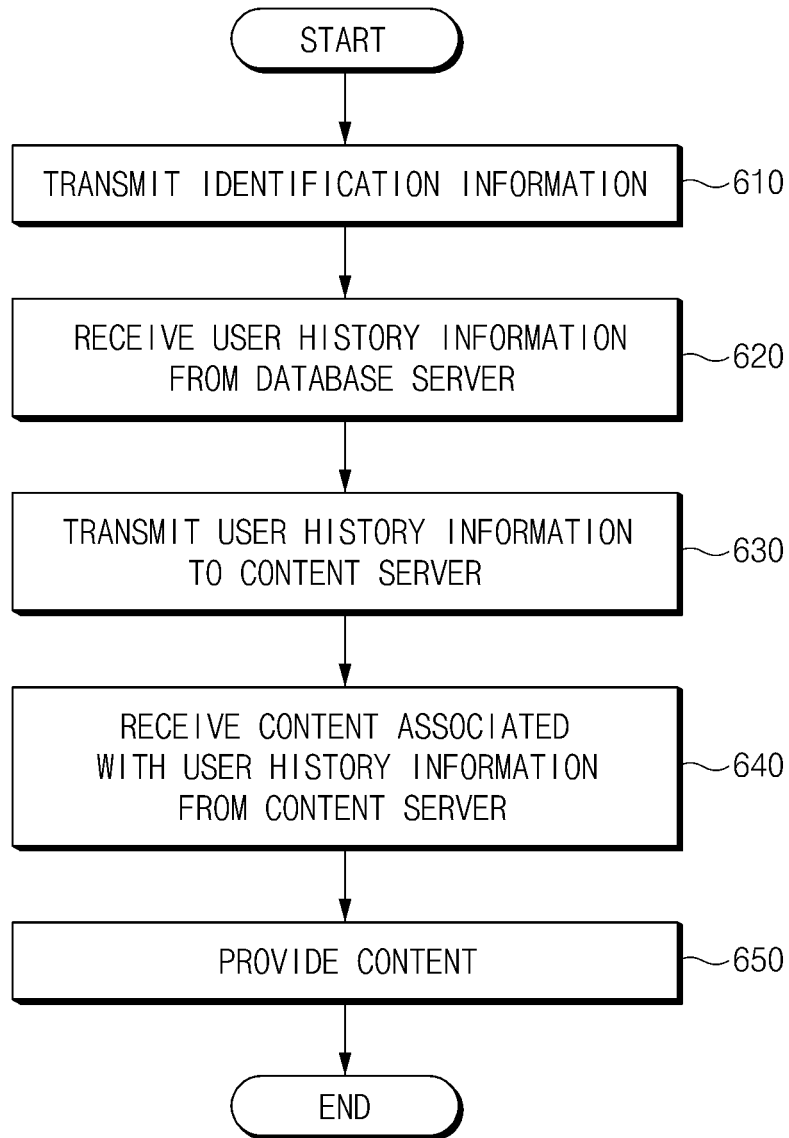 START
TRANSMIT IDENTIFICATION INFORMATION
610
RECEIVE USER HISTORY INFORMATION
FROM DATABASE SERVER
620
TRANSMIT USER HISTORY INFORMATION
TO CONTENT SERVER
630
RECEIVE CONTENT ASSOCIATED
WITH USER HISTORY INFORMATION
FROM CONTENT SERVER
640
PROVIDE CONTENT
650
END